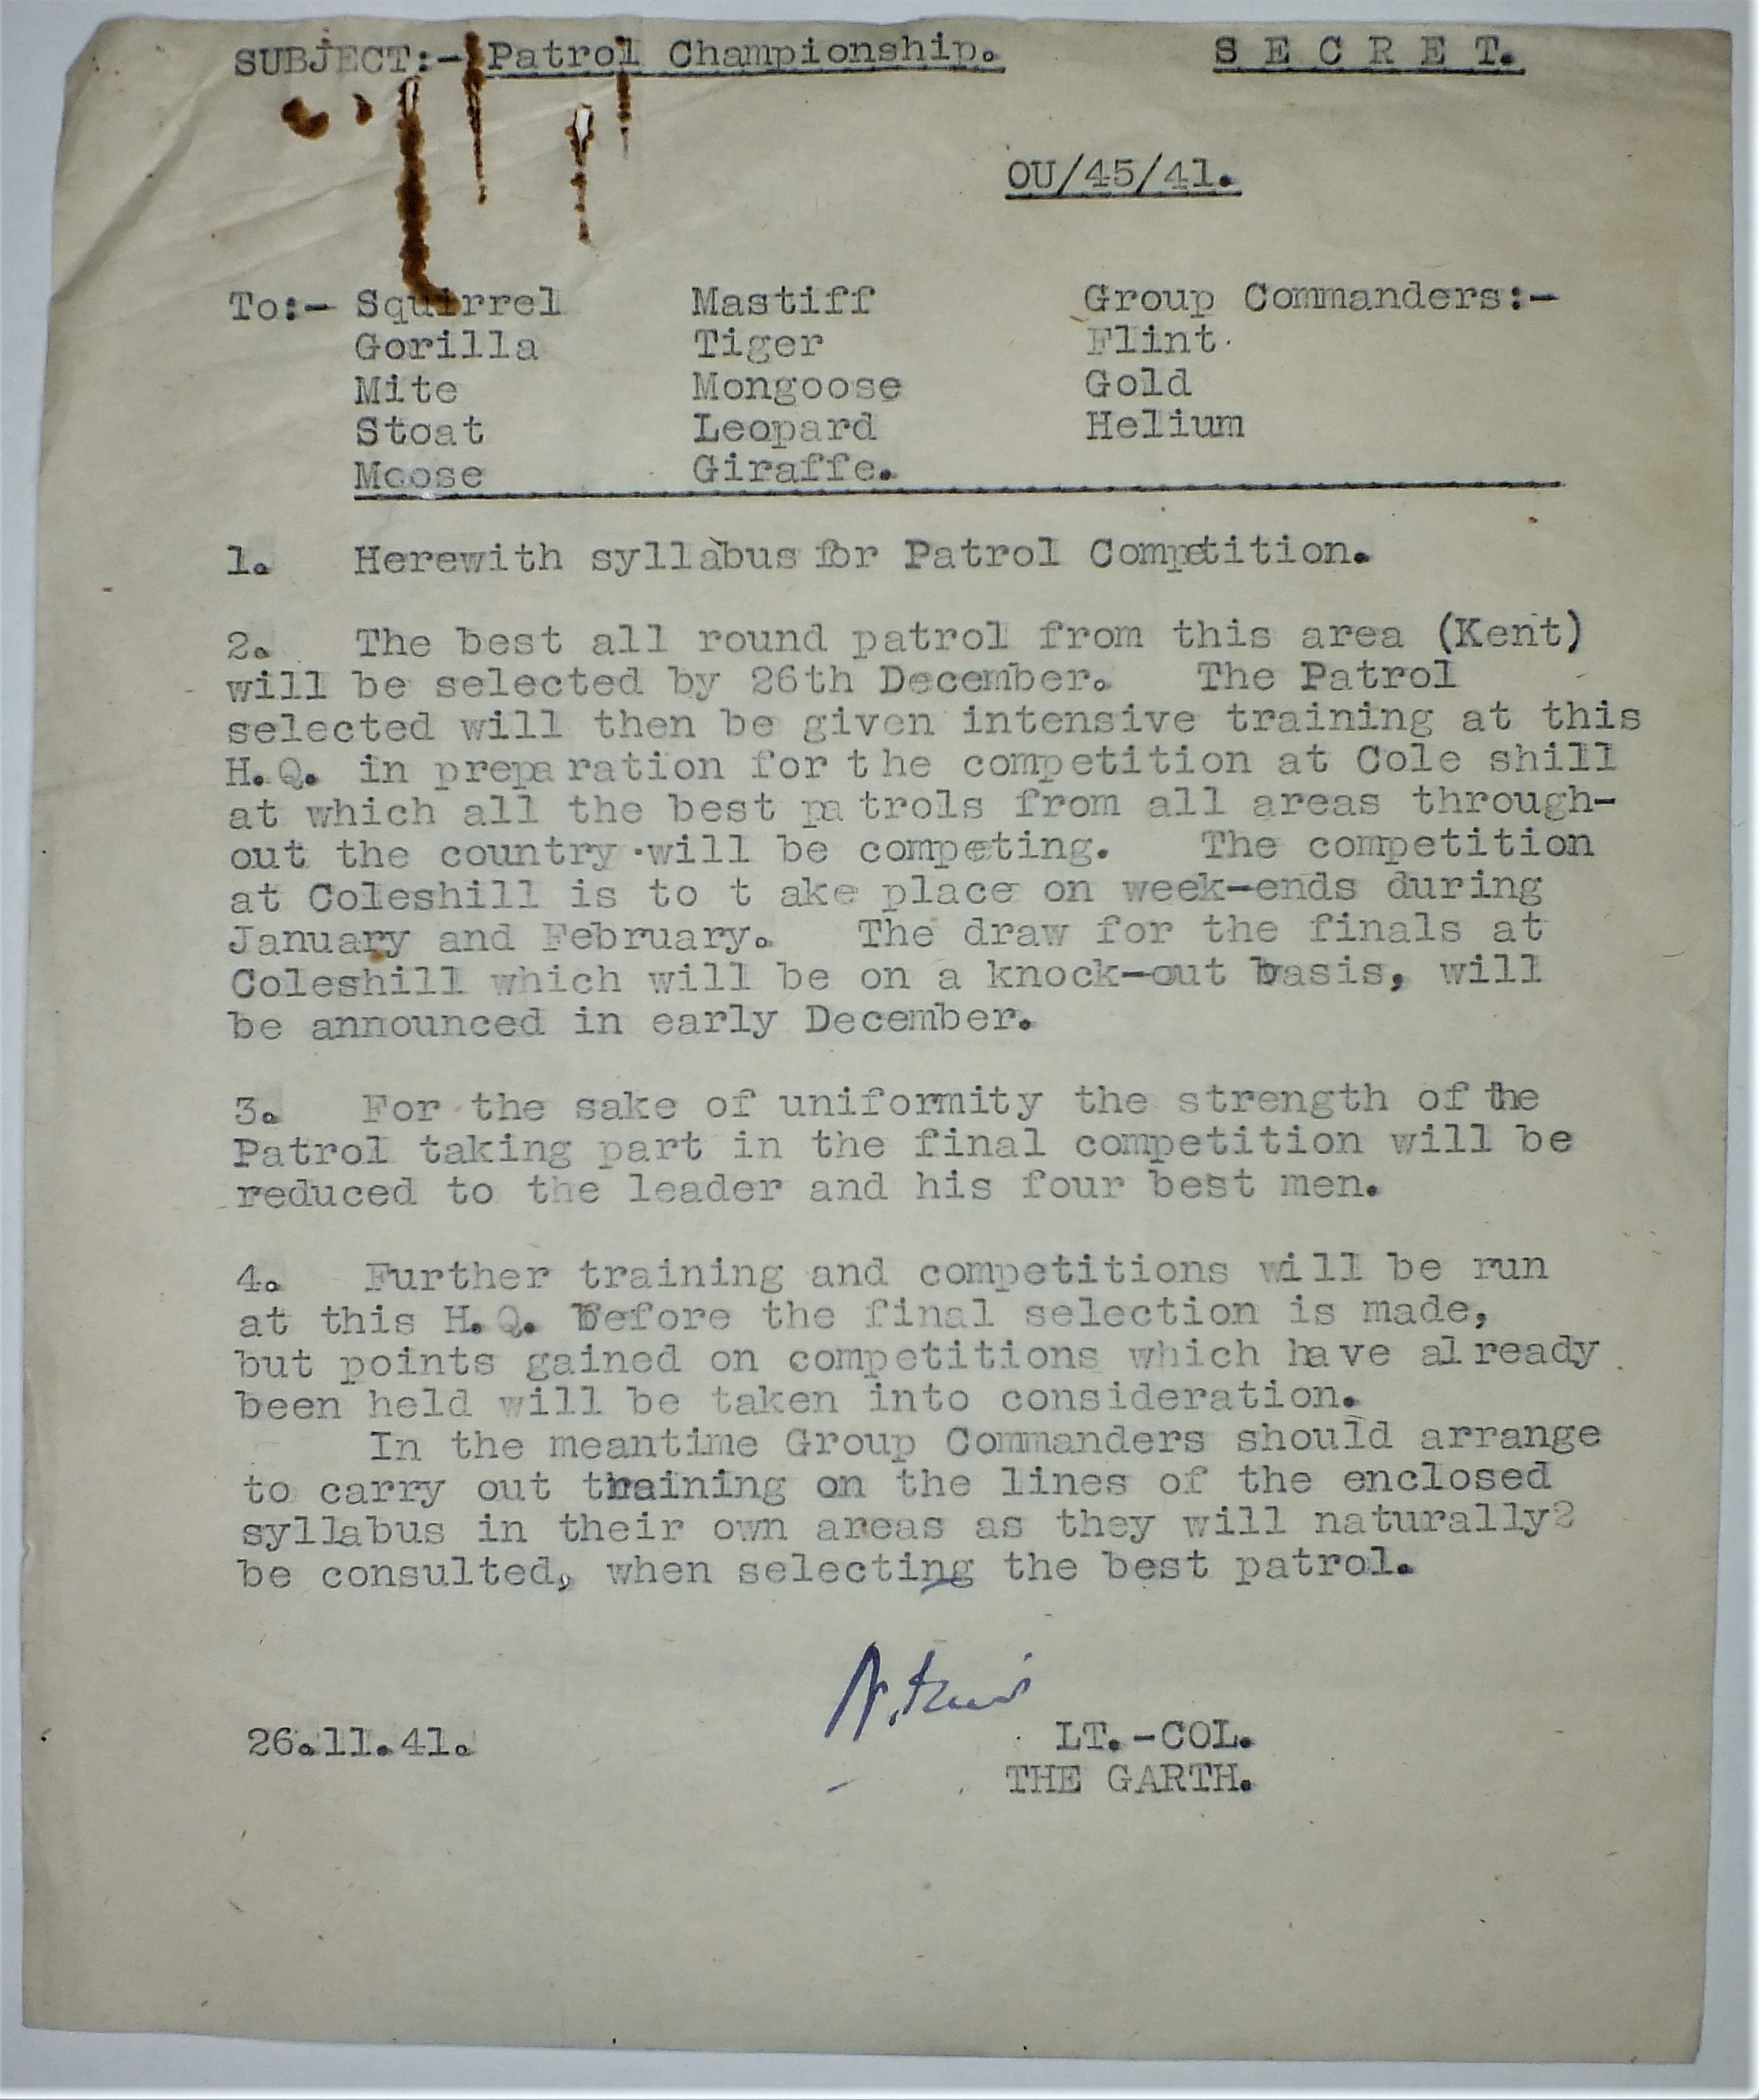 SUBJECT:- Patrol Championship. S E C R E T.
OU/45/41.
To:- Squirrel Mastiff Group Commanders:-
Gorilla Tiger Flint.
Mite Mongoose Gold
Stoat Leopard Helium
Moose Giraffe.
1. Herewith syllabus for Patrol Competition.
2. The best all round patrol from this area (Kent)
will be selected by 26th December. The Patrol
selected will then be given intensive training at this
H.Q. in prepa ration for t he competition at Cole shill
at which all the best pa trols from all areas through-
out the country will be competing. The competition
at Coleshill is to t ake place on week-ends during
January and February. The draw for the finals at
Coleshill which will be on a knock-out basis, will
be announced in early December.
3. For the sake of uniformity the strength of the
Patrol taking part in the final competition will be
reduced to the leader and his four best men.
4. Further training and competitions will be run
at this H.Q. Before the final selection is made,
but points gained on competitions which have already
been held will be taken into consideration.
In the meantime Group Commanders should arrange
to carry out training on the lines of the enclosed
syllabus in their own areas as they will naturally2
be consulted, when selecting the best patrol.
26.11.41. LT.-COL.
THE GARTH.